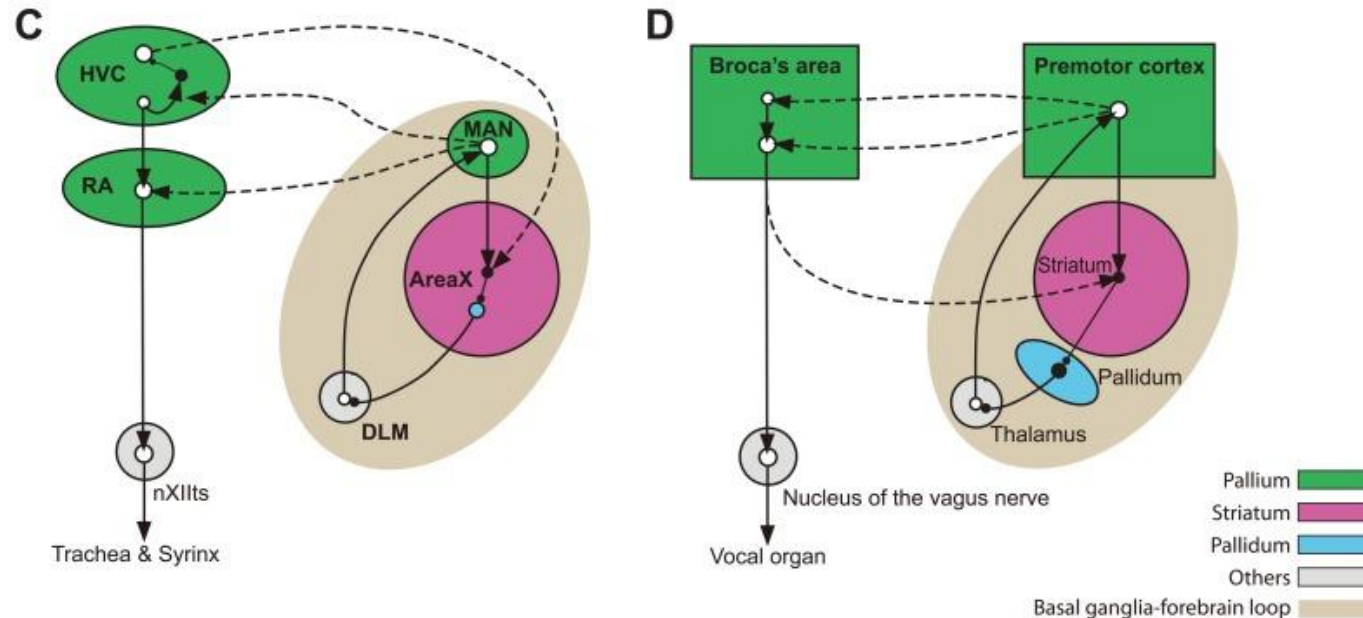 C
HVC
MAN
RA
AreaX
DLM
nXIIts
Trachea & Syrinx
D
Broca's area
Premotor cortex
Striatum
Pallidum
Thalamus
Nucleus of the vagus nerve
Vocal organ
Pallium
Striatum
Pallidum
Others
Basal ganglia-forebrain loop